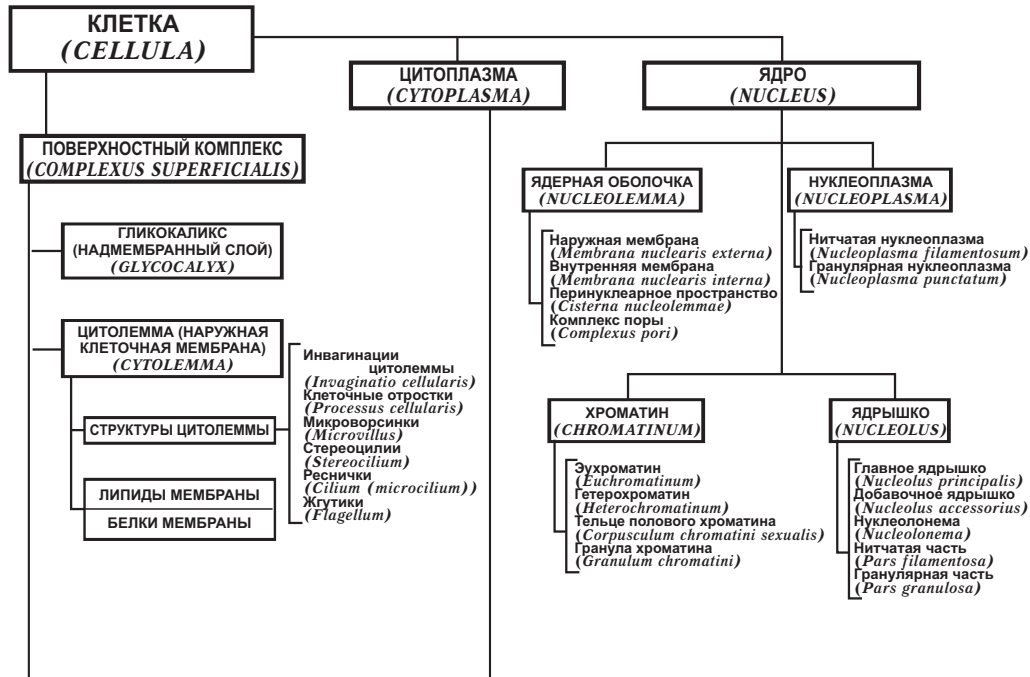 КЛЕТКА
(CELLULA)
ЦИТОПЛАЗМА
(CYTOPLASMA)
ЯДРО
(NUCLEUS)
ПОВЕРХНОСТНЫЙ КОМПЛЕКС
(COMPLEXUS SUPERFICIALIS)
ЯДЕРНАЯ ОБОЛОЧКА
(NUCLEOLEMMA)
НУКЛЕОПЛАЗМА
(NUCLEOPLASMA)
ГЛИКОКАЛИКС
(НАДМЕМБРАННЫЙ СЛОЙ)
(GLYCOCALYX)
Наружная мембрана
(Membrana nuclearis externa)
Внутренняя мембрана
(Membrana nuclearis interna)
Перинуклеарное пространство
(Cisterna nucleolemmae)
Комплекс поры
(Complexus pori)
Нитчатая нуклеоплазма
(Nucleoplasma filamentosum)
Гранулярная нуклеоплазма
(Nucleoplasma punctatum)
ЦИТОЛЕММА (НАРУЖНАЯ
КЛЕТОЧНАЯ МЕМБРАНА)
(CYTOLEMMA)
СТРУКТУРЫ ЦИТОЛЕММЫ
Инвагинации
цитолеммы
(Invaginatio cellularis)
Клеточные отростки
(Processus cellularis)
Микроворсинки
(Microvillus)
Стереоцилии
(Stereocilium)
Реснички
(Cilium (microcilium))
Жгутики
(Flagellum)
ЛИПИДЫ МЕМБРАНЫ
БЕЛКИ МЕМБРАНЫ
ХРОМАТИН
(CHROMATINUM)
Эухроматин
(Euchromatinum)
Гетерохроматин
(Heterochromatinum)
Тельце полового хроматина
(Corpusculum chromatini sexualis)
Гранула хроматина
(Granulum chromatini)
ЯДРЫШКО
(NUCLEOLUS)
Главное ядрышко
(Nucleolus principalis)
Добавочное ядрышко
(Nucleolus accessorius)
Нуклеолонема
(Nucleolonema)
Нитчатая часть
(Pars filamentosa)
Гранулярная часть
(Pars granulosa)